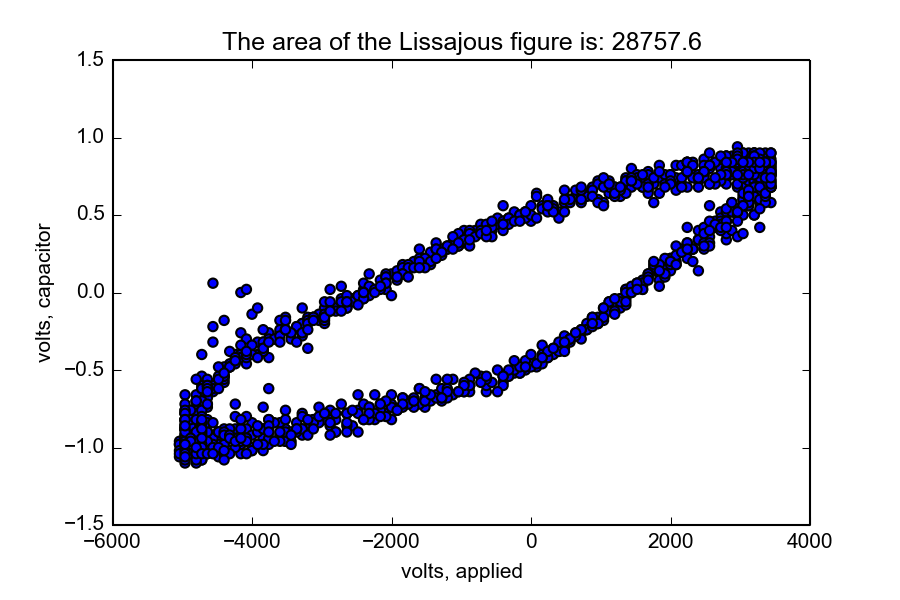 The area of the Lissajous figure is: 28757.6
1.5
1.0
0.5
0.0
−0.5
−1.0
−1.5
volts, capacitor
−6000 −4000 −2000 0 2000 4000
volts, applied